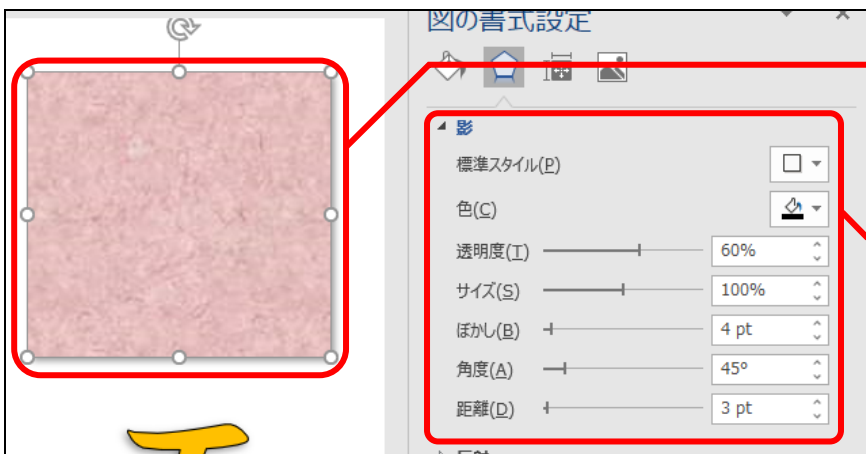 図の書式設定
影
標準スタイル(P)
色(C)
透明度(T) 60%
サイズ(S) 100%
ぼかし(B) 4 pt
角度(A) 45°
距離(D) 3 pt